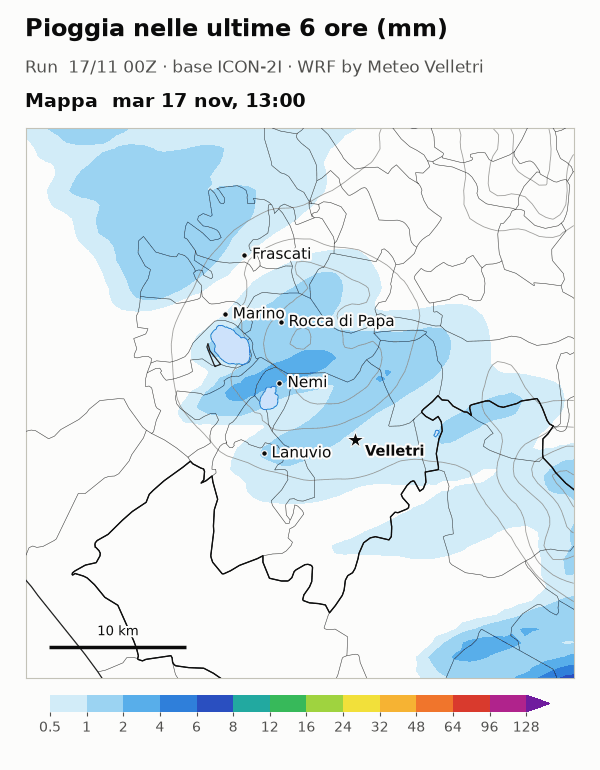 Pioggia nelle ultime 6 ore (mm)
Run  17/11 00Z · base ICON-2I · WRF by Meteo Velletri
Mappa  mar 17 nov, 13:00
Frascati
Marino
Rocca di Papa
Nemi
Velletri
Lanuvio
10 km
0.5 1 2 4 6 8 12 16 24 32 48 64 96 128